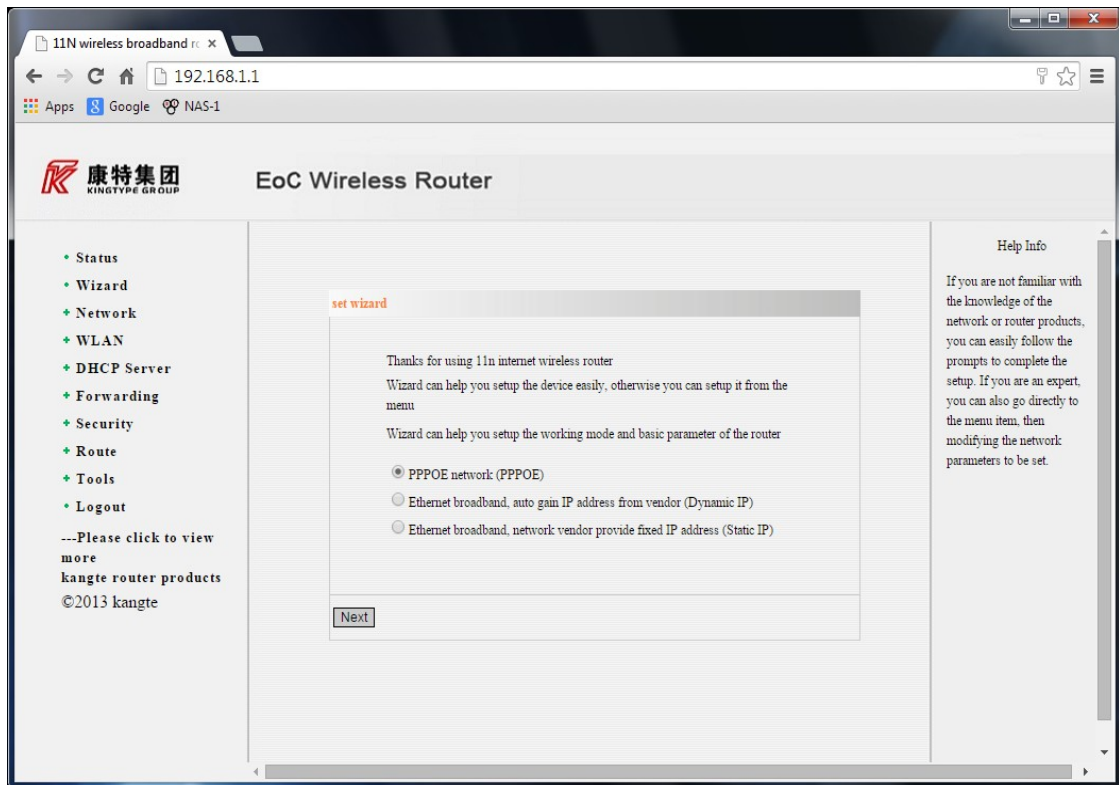 11N wireless broadband rc
192.168.1.1
Apps
Google
NAS-1
康特集团
KINGTYPE GROUP
EoC Wireless Router
Status
Wizard
Network
WLAN
DHCP Server
Forwarding
Security
Route
Tools
Logout
---Please click to view
more
kangte router products
©2013 kangte
set wizard
Thanks for using 11n internet wireless router
Wizard can help you setup the device easily, otherwise you can setup it from the
menu
Wizard can help you setup the working mode and basic parameter of the router
PPPOE network (PPPOE)
Ethernet broadband, auto gain IP address from vendor (Dynamic IP)
Ethernet broadband, network vendor provide fixed IP address (Static IP)
Next
Help Info
If you are not familiar with
the knowledge of the
network or router products,
you can easily follow the
prompts to complete the
setup. If you are an expert,
you can also go directly to
the menu item, then
modifying the network
parameters to be set.